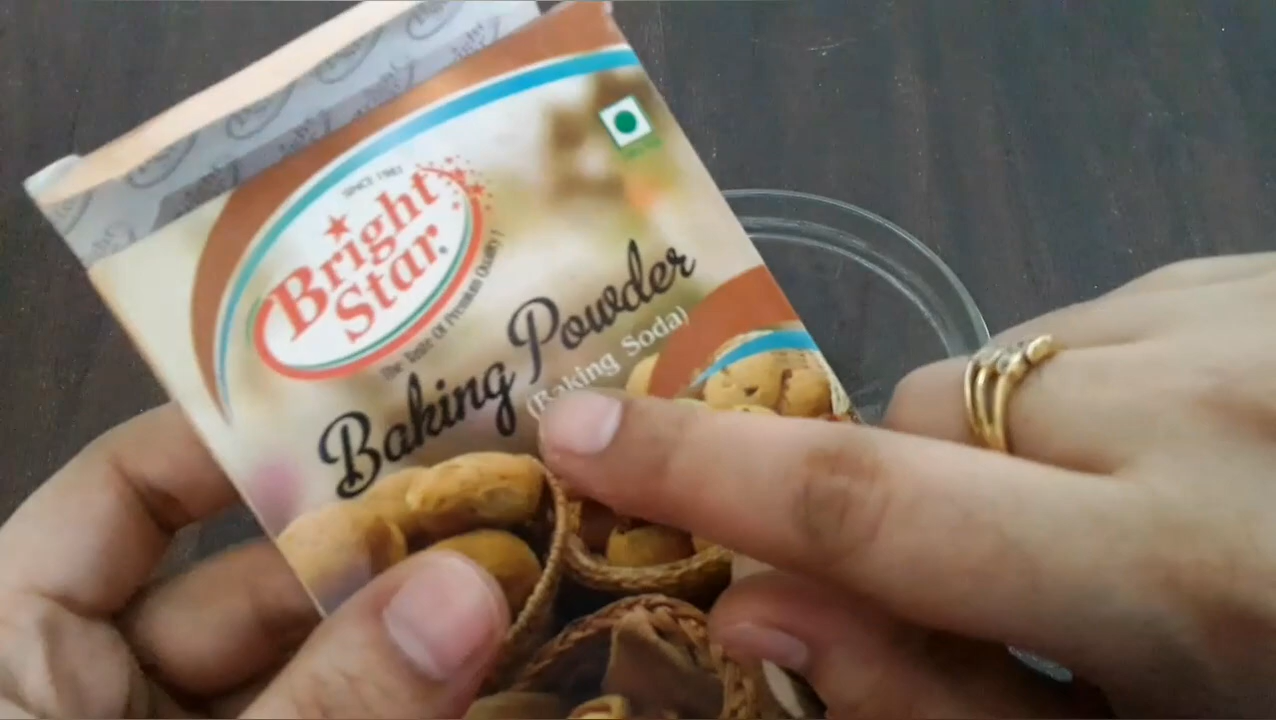 SINCE 1987
Bright
Star
The Taste Of Premium Quality!
Baking Powder
(Baking Soda)